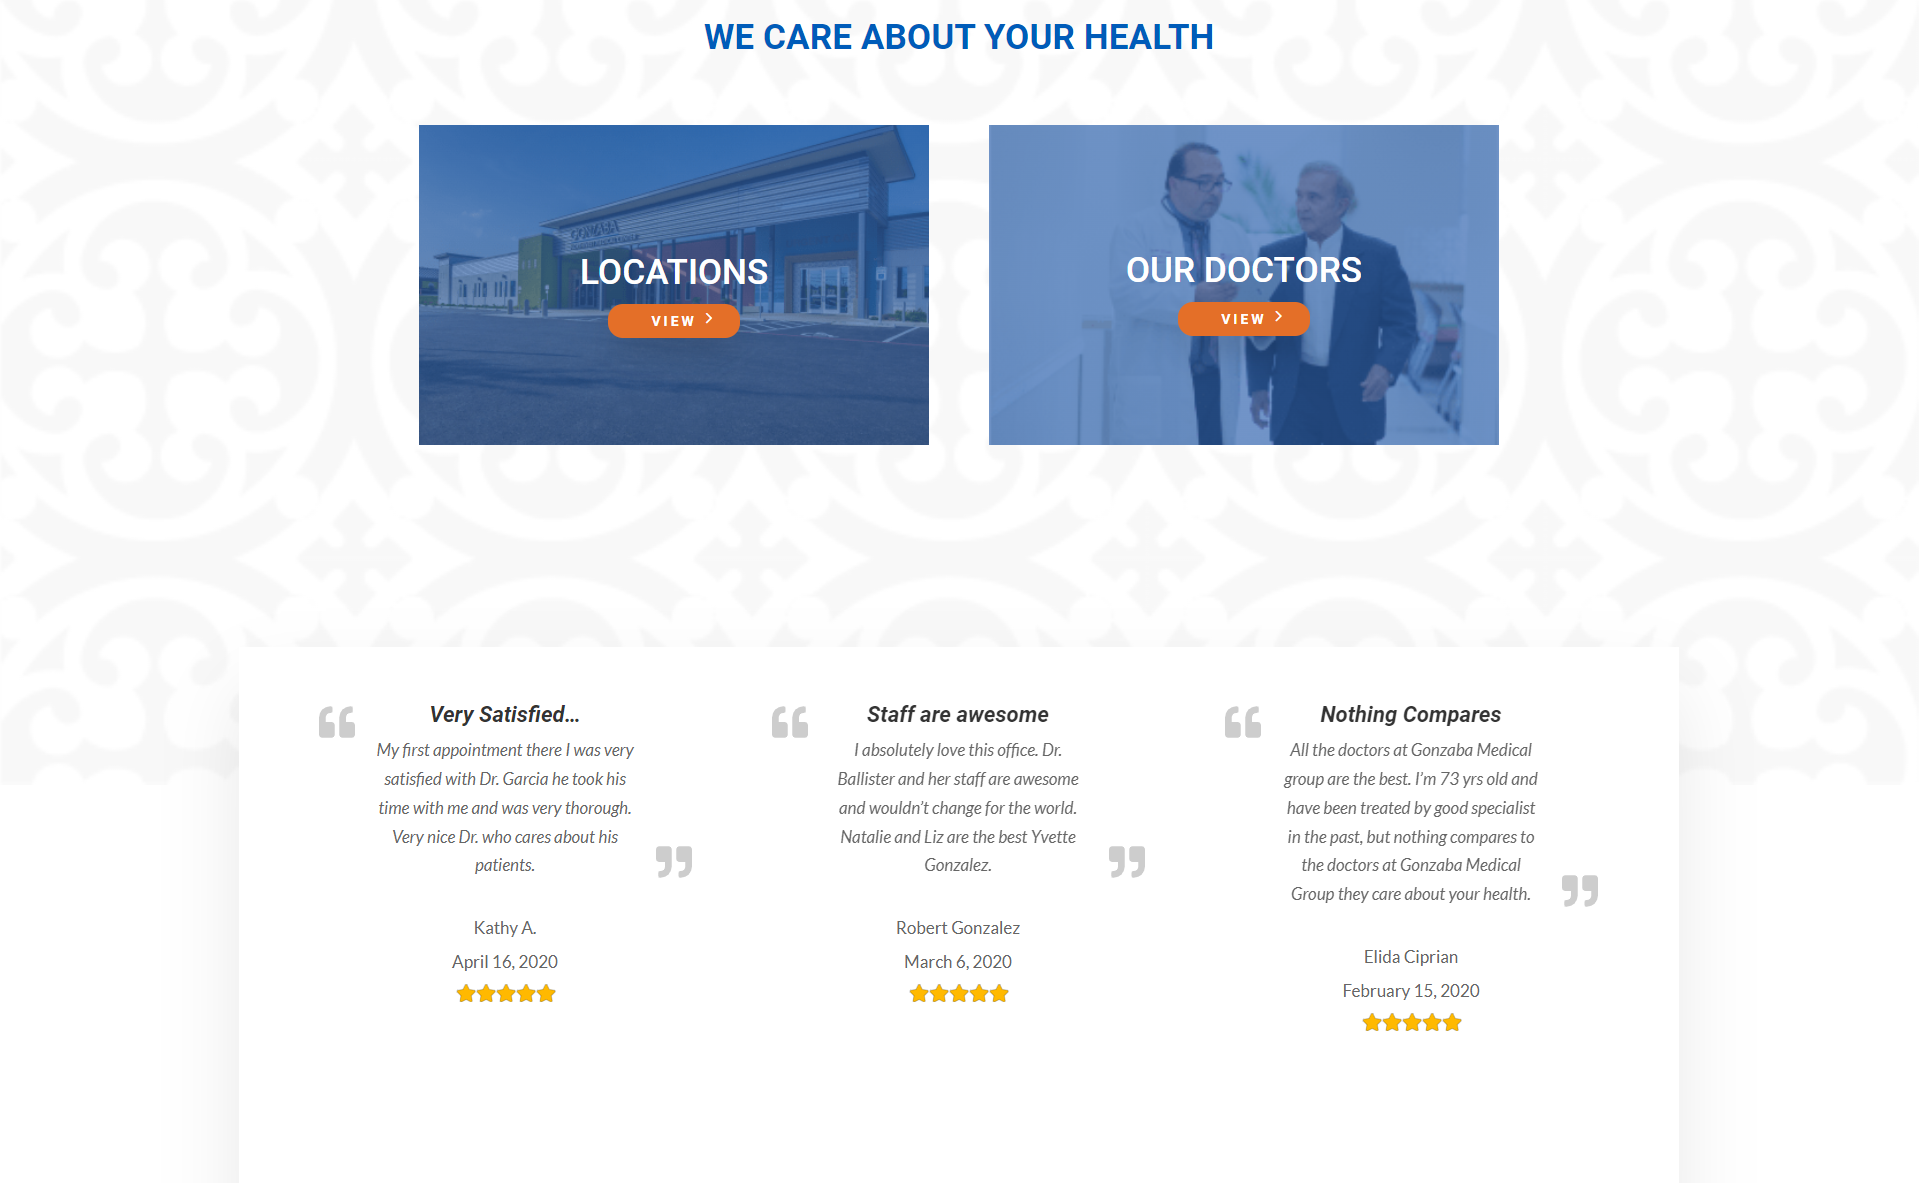 WE CARE ABOUT YOUR HEALTH
GONZABA
LOCATIONS
VIEW
OUR DOCTORS
VIEW
Very Satisfied...
My first appointment there I was very
satisfied with Dr. Garcia he took his
time with me and was very thorough.
Very nice Dr. who cares about his
patients.
Kathy A.
April 16, 2020
Staff are awesome
I absolutely love this office. Dr.
Ballister and her staff are awesome
and wouldn’t change for the world.
Natalie and Liz are the best Yvette
Gonzalez.
Robert Gonzalez
March 6, 2020
Nothing Compares
All the doctors at Gonzaba Medical
group are the best. I’m 73 yrs old and
have been treated by good specialist
in the past, but nothing compares to
the doctors at Gonzaba Medical
Group they care about your health.
Elida Ciprian
February 15, 2020